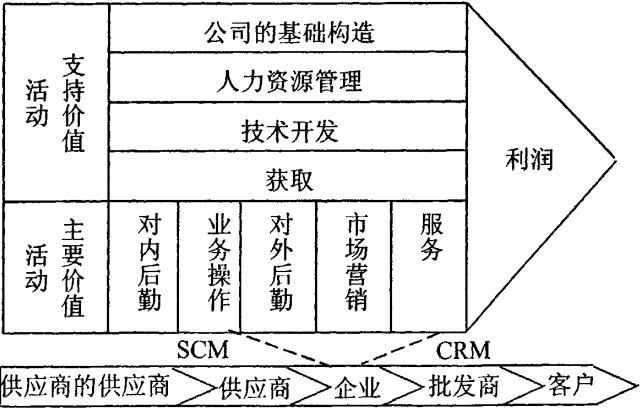 支持价值
活动
公司的基础构造
人力资源管理
技术开发
获取
利润
主要价值
活动
对内后勤
业务操作
对外后勤
市场营销
服务
SCM
CRM
供应商的供应商
供应商
企业
批发商
客户